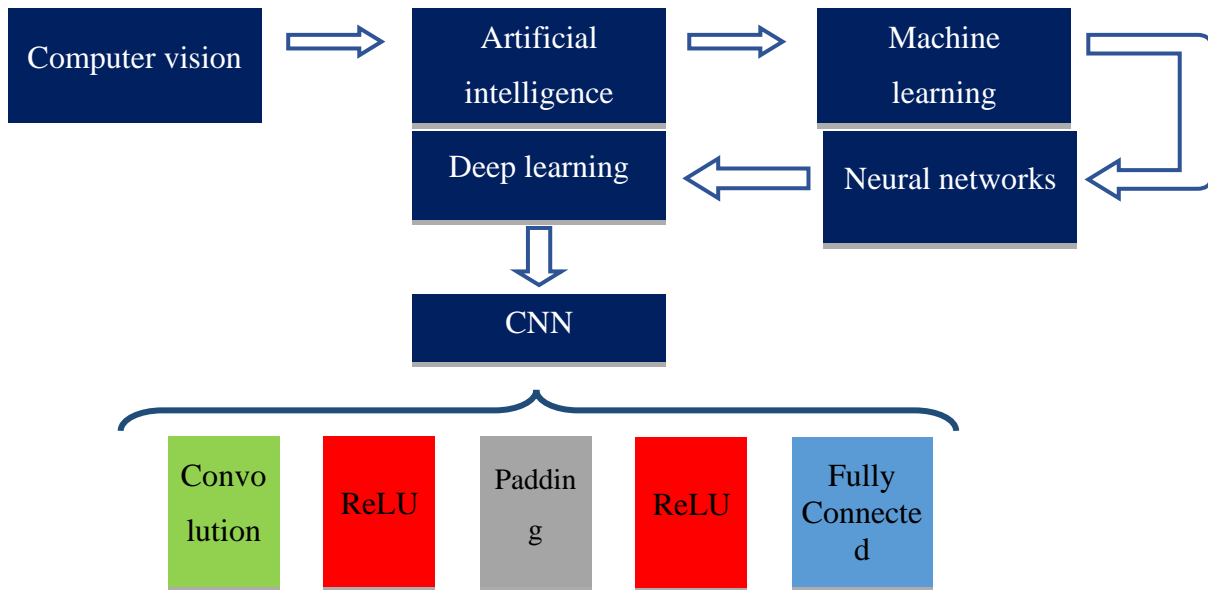 Computer vision
Artificial
intelligence
Machine
learning
Neural networks
Deep learning
CNN
Convo
lution
ReLU
Paddin
g
ReLU
Fully
Connecte
d